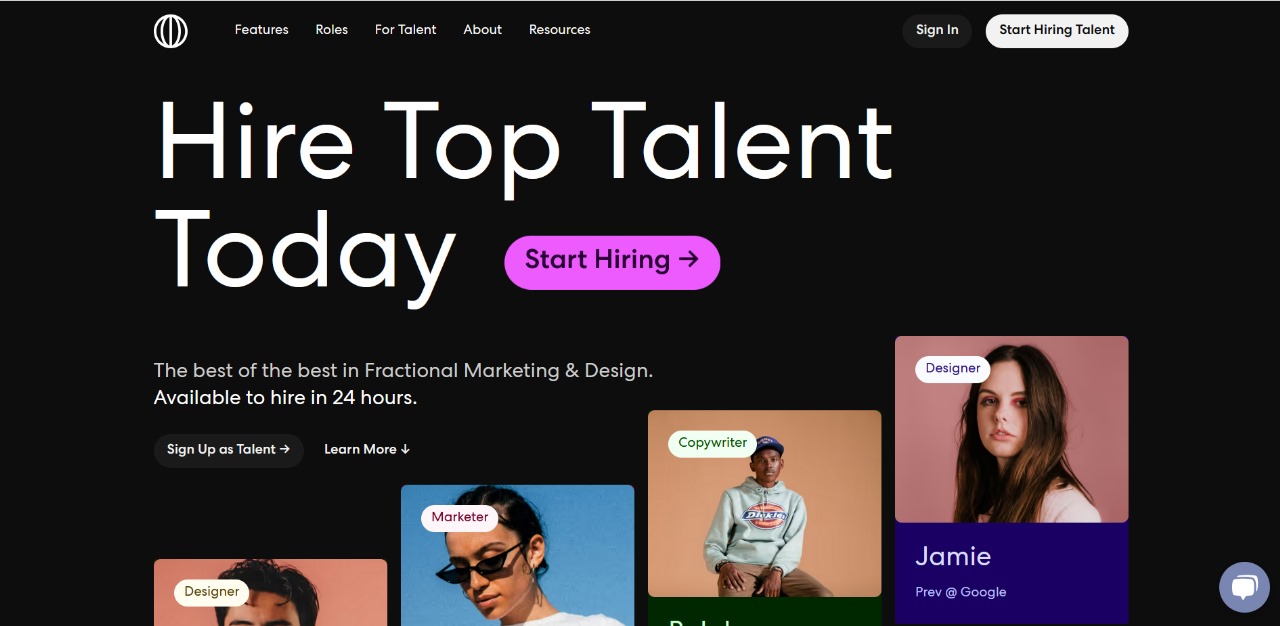 Features Roles For Talent About Resources Sign In Start Hiring Talent
Hire Top Talent
Today Start Hiring →
The best of the best in Fractional Marketing & Design.
Available to hire in 24 hours.
Sign Up as Talent → Learn More ↓
Designer
Marketer
Copywriter
Dickies
Designer
Jamie
Prev @ Google